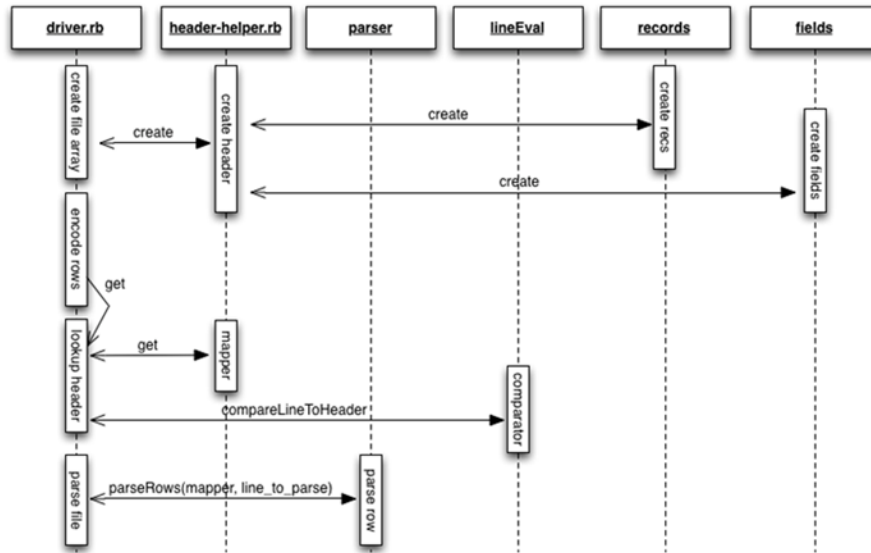 driver.rb
header-helper.rb
parser
lineEval
records
fields
create file array
create header
create recs
create fields
create
create
create
encode rows
get
lookup header
get
mapper
compareLineToHeader
comparator
parse file
parseRows(mapper, line_to_parse)
parse row